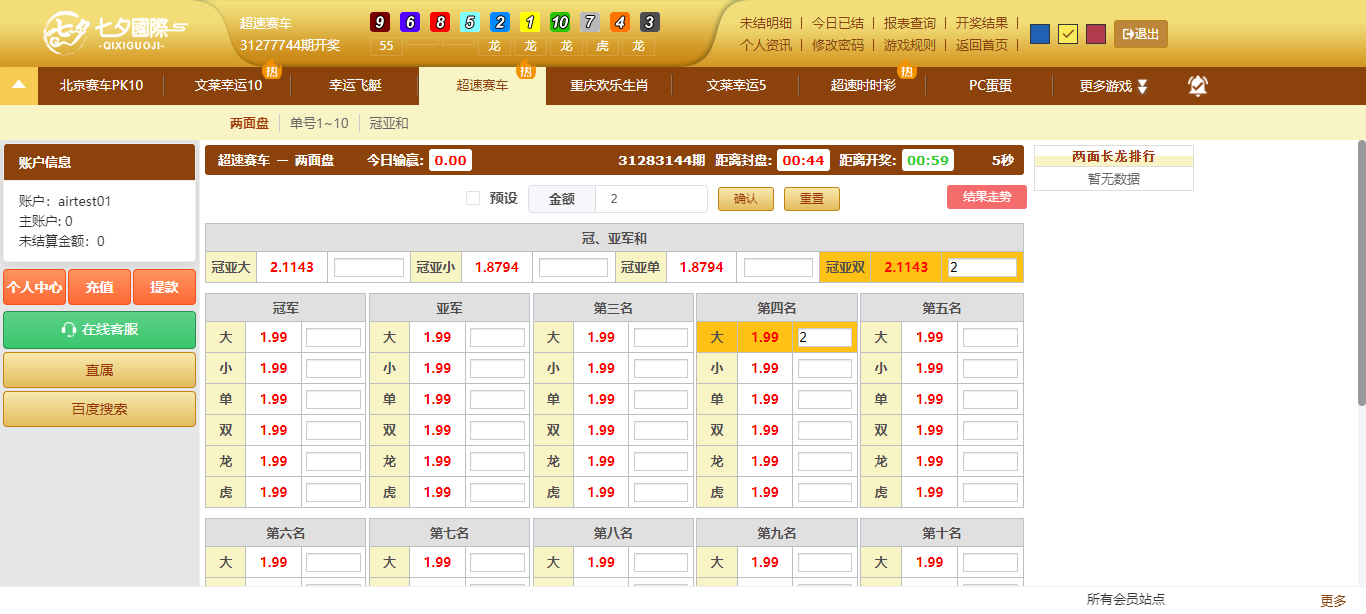 七夕 七夕國際
-QIXIGUOJI-
超速赛车
31277744期开奖
9 6 8 5 2 1 10 7 4 3
55 龙 龙 龙 虎 龙
未结明细 | 今日已结 | 报表查询 | 开奖结果 |
个人资讯 | 修改密码 | 游戏规则 | 返回首页 |
退出
北京赛车PK10 文莱幸运10 热 幸运飞艇 超速赛车 热 重庆欢乐生肖 文莱幸运5 超速时时彩 热 PC蛋蛋 更多游戏
两面盘 单号1~10 冠亚和
账户信息
账户：airtest01
主账户: 0
未结算金额：0
个人中心 充值 提款
在线客服
直属
百度搜索
超速赛车 — 两面盘 今日输赢: 0.00 31283144期 距离封盘: 00:44 距离开奖: 00:59 5秒
预设 金额 2 确认 重置 结果走势
冠、亚军和
冠亚大 2.1143 冠亚小 1.8794 冠亚单 1.8794 冠亚双 2.1143 2
冠军 亚军 第三名 第四名 第五名
大 1.99 大 1.99 大 1.99 大 1.99 2 大 1.99
小 1.99 小 1.99 小 1.99 小 1.99 小 1.99
单 1.99 单 1.99 单 1.99 单 1.99 单 1.99
双 1.99 双 1.99 双 1.99 双 1.99 双 1.99
龙 1.99 龙 1.99 龙 1.99 龙 1.99 龙 1.99
虎 1.99 虎 1.99 虎 1.99 虎 1.99 虎 1.99
第六名 第七名 第八名 第九名 第十名
大 1.99 大 1.99 大 1.99 大 1.99 大 1.99
两面长龙排行
暂无数据
所有会员站点 更多